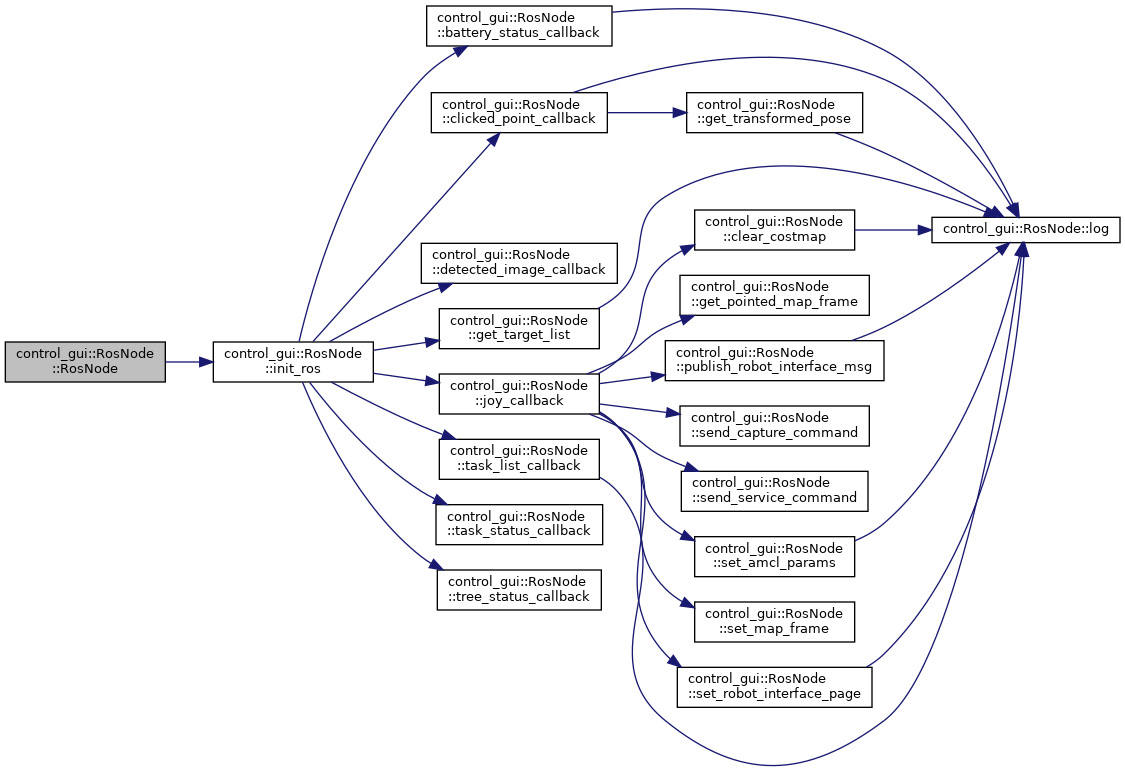 control_gui::RosNode
::battery_status_callback
control_gui::RosNode
::clicked_point_callback
control_gui::RosNode
::get_transformed_pose
control_gui::RosNode
::clear_costmap
control_gui::RosNode::log
control_gui::RosNode
::detected_image_callback
control_gui::RosNode
::get_pointed_map_frame
control_gui::RosNode
::get_target_list
control_gui::RosNode
::RosNode
control_gui::RosNode
::init_ros
control_gui::RosNode
::publish_robot_interface_msg
control_gui::RosNode
::joy_callback
control_gui::RosNode
::send_capture_command
control_gui::RosNode
::task_list_callback
control_gui::RosNode
::send_service_command
control_gui::RosNode
::task_status_callback
control_gui::RosNode
::set_amcl_params
control_gui::RosNode
::tree_status_callback
control_gui::RosNode
::set_map_frame
control_gui::RosNode
::set_robot_interface_page